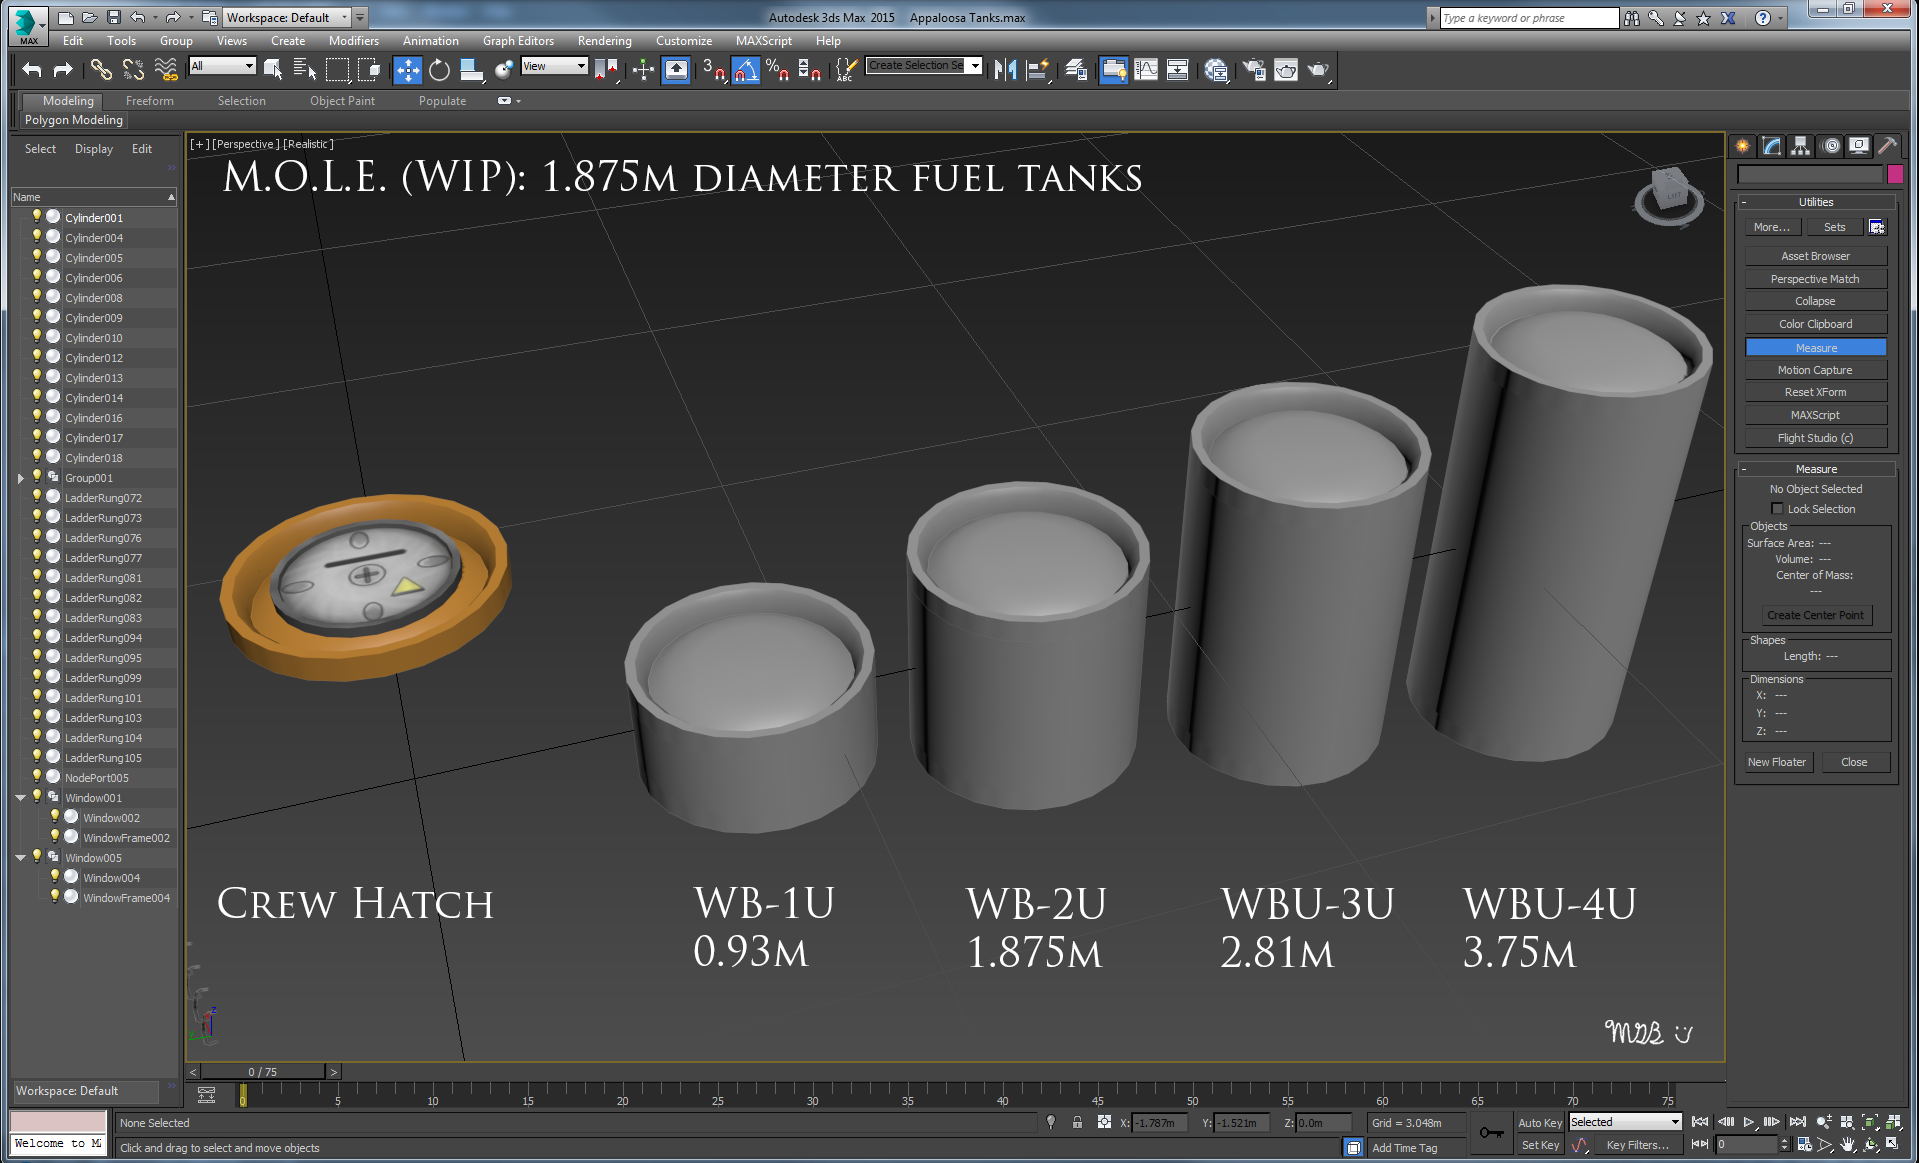 Workspace: Default
Autodesk 3ds Max 2015 Appaloosa Tanks.max
Type a keyword or phrase
MAX
Edit Tools Group Views Create Modifiers Animation Graph Editors Rendering Customize MAXScript Help
All
View
3
%
ABC
Create Selection Se
Modeling Freeform Selection Object Paint Populate
Polygon Modeling
Select Display Edit
Name
Cylinder001
Cylinder004
Cylinder005
Cylinder006
Cylinder008
Cylinder009
Cylinder010
Cylinder012
Cylinder013
Cylinder014
Cylinder016
Cylinder017
Cylinder018
Group001
LadderRung072
LadderRung073
LadderRung076
LadderRung077
LadderRung081
LadderRung082
LadderRung083
LadderRung094
LadderRung095
LadderRung099
LadderRung101
LadderRung103
LadderRung104
LadderRung105
NodePort005
Window001
Window002
WindowFrame002
Window005
Window004
WindowFrame004
Workspace: Default
[+] [Perspective] [Realistic]
M.O.L.E. (WIP): 1.875m diameter fuel tanks
LEFT
Crew Hatch
WB-1U
0.93m
WB-2U
1.875m
WBU-3U
2.81m
WBU-4U
3.75m
MGB
Utilities
More... Sets
Asset Browser
Perspective Match
Collapse
Color Clipboard
Measure
Motion Capture
Reset XForm
MAXScript
Flight Studio (c)
Measure
No Object Selected
Lock Selection
Objects
Surface Area: ---
Volume: ---
Center of Mass:
---
Create Center Point
Shapes
Length: ---
Dimensions
X: ---
Y: ---
Z: ---
New Floater Close
< 0 / 75 >
0 5 10 15 20 25 30 35 40 45 50 55 60 65 70 75
None Selected
X: -1.787m Y: -1.521m Z: 0.0m Grid = 3.048m
Auto Key Selected
Welcome to MA
Click and drag to select and move objects
Add Time Tag
Set Key Key Filters... 0